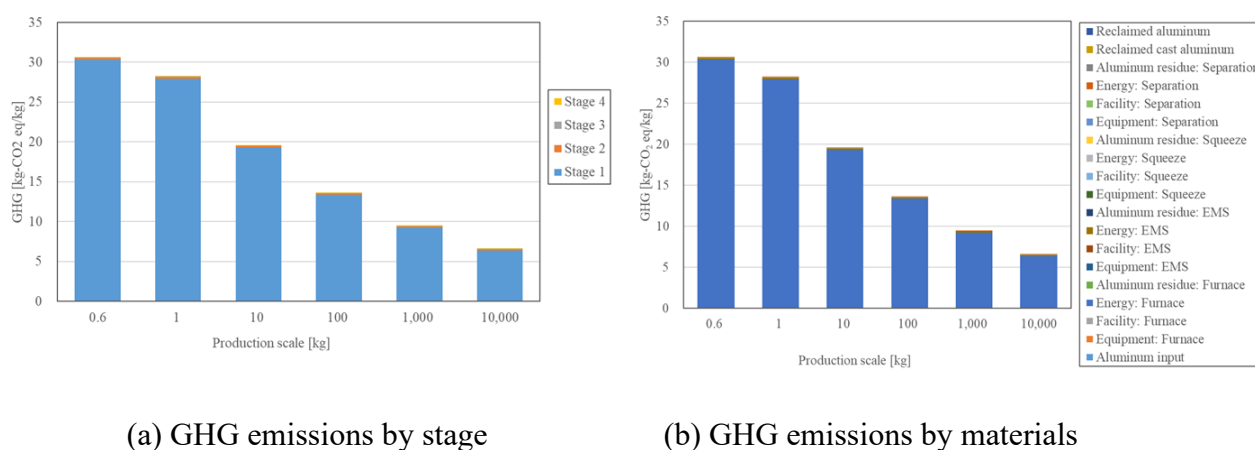 35
30
25
20
15
10
5
0
GHG [kg-CO2 eq/kg]
0.6 1 10 100 1,000 10,000
Production scale [kg]
Stage 4
Stage 3
Stage 2
Stage 1
(a) GHG emissions by stage
35
30
25
20
15
10
5
0
GHG [kg-CO₂ eq/kg]
0.6 1 10 100 1,000 10,000
Production scale [kg]
Reclaimed aluminum
Reclaimed cast aluminum
Aluminum residue: Separation
Energy: Separation
Facility: Separation
Equipment: Separation
Aluminum residue: Squeeze
Energy: Squeeze
Facility: Squeeze
Equipment: Squeeze
Aluminum residue: EMS
Energy: EMS
Facility: EMS
Equipment: EMS
Aluminum residue: Furnace
Energy: Furnace
Facility: Furnace
Equipment: Furnace
Aluminum input
(b) GHG emissions by materials